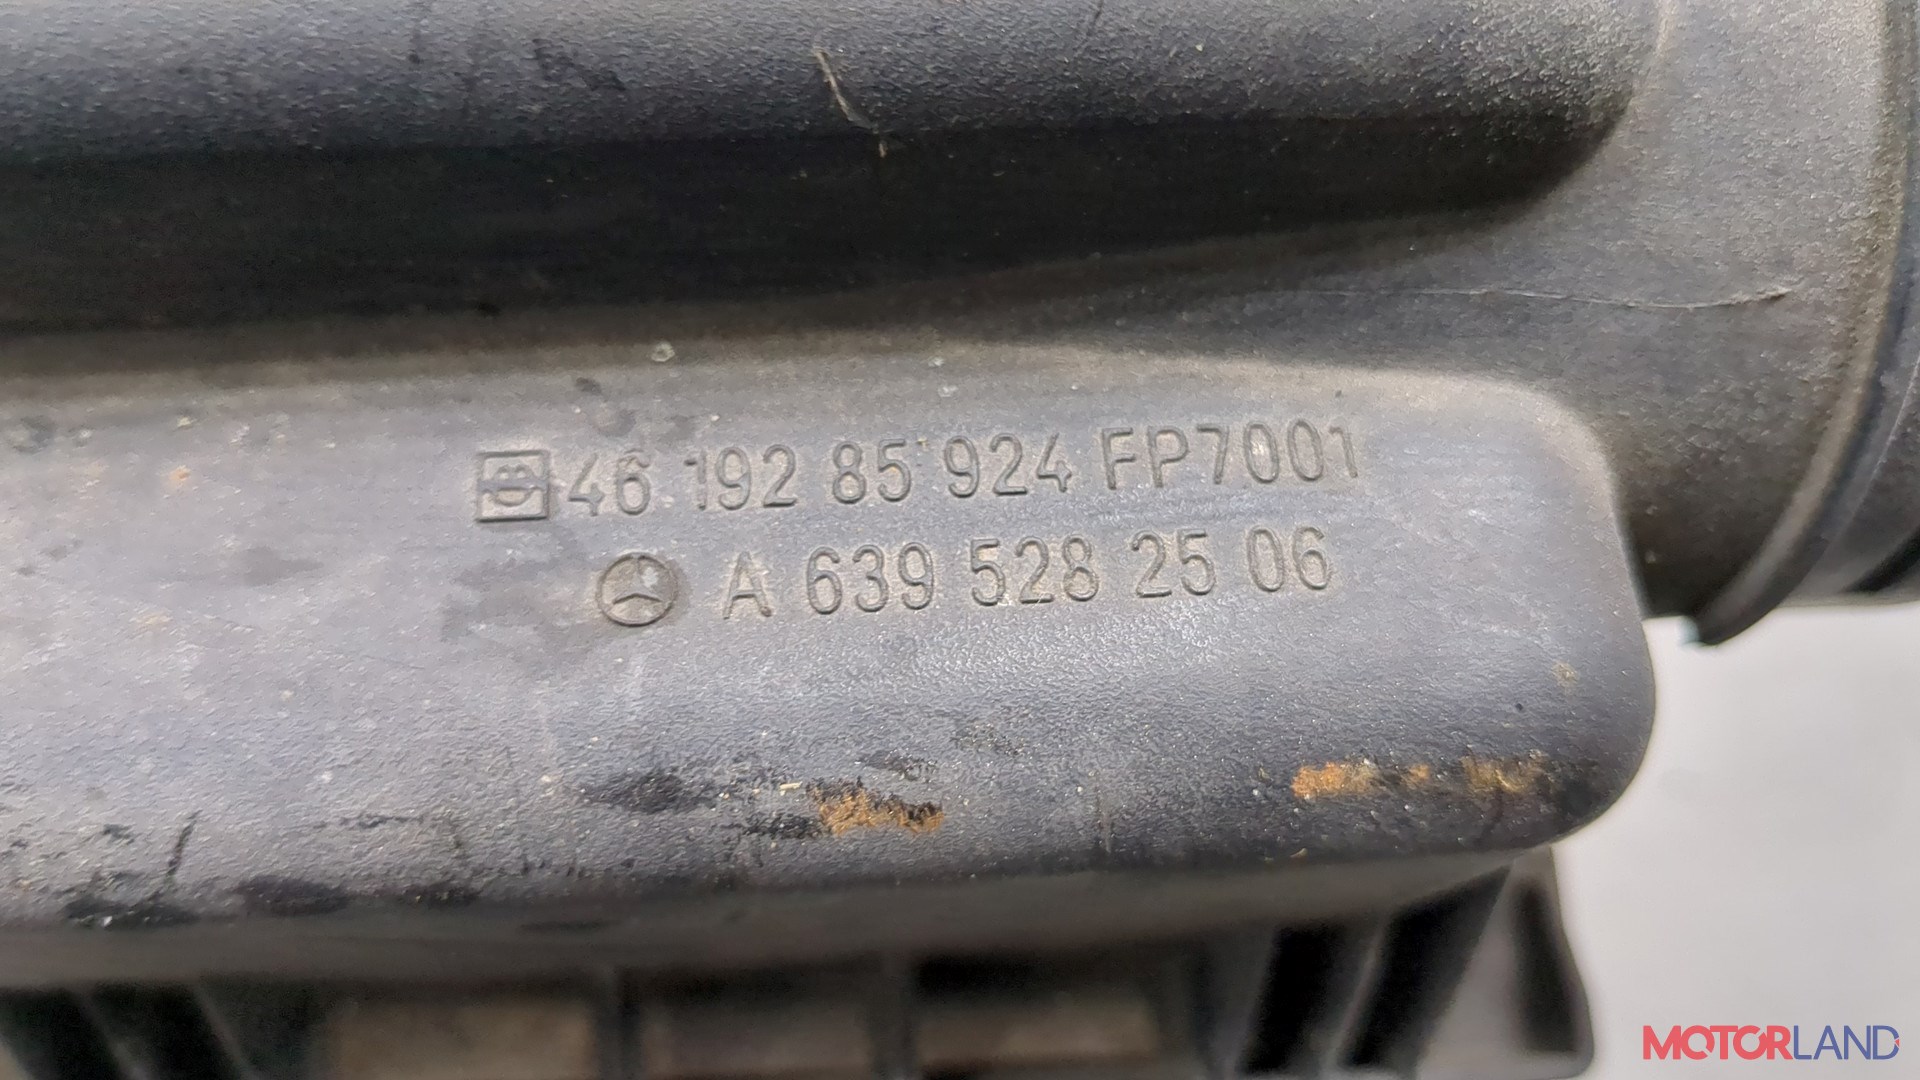 46 192 85 924 FP7001
A 639 528 25 06
MOTORLAND